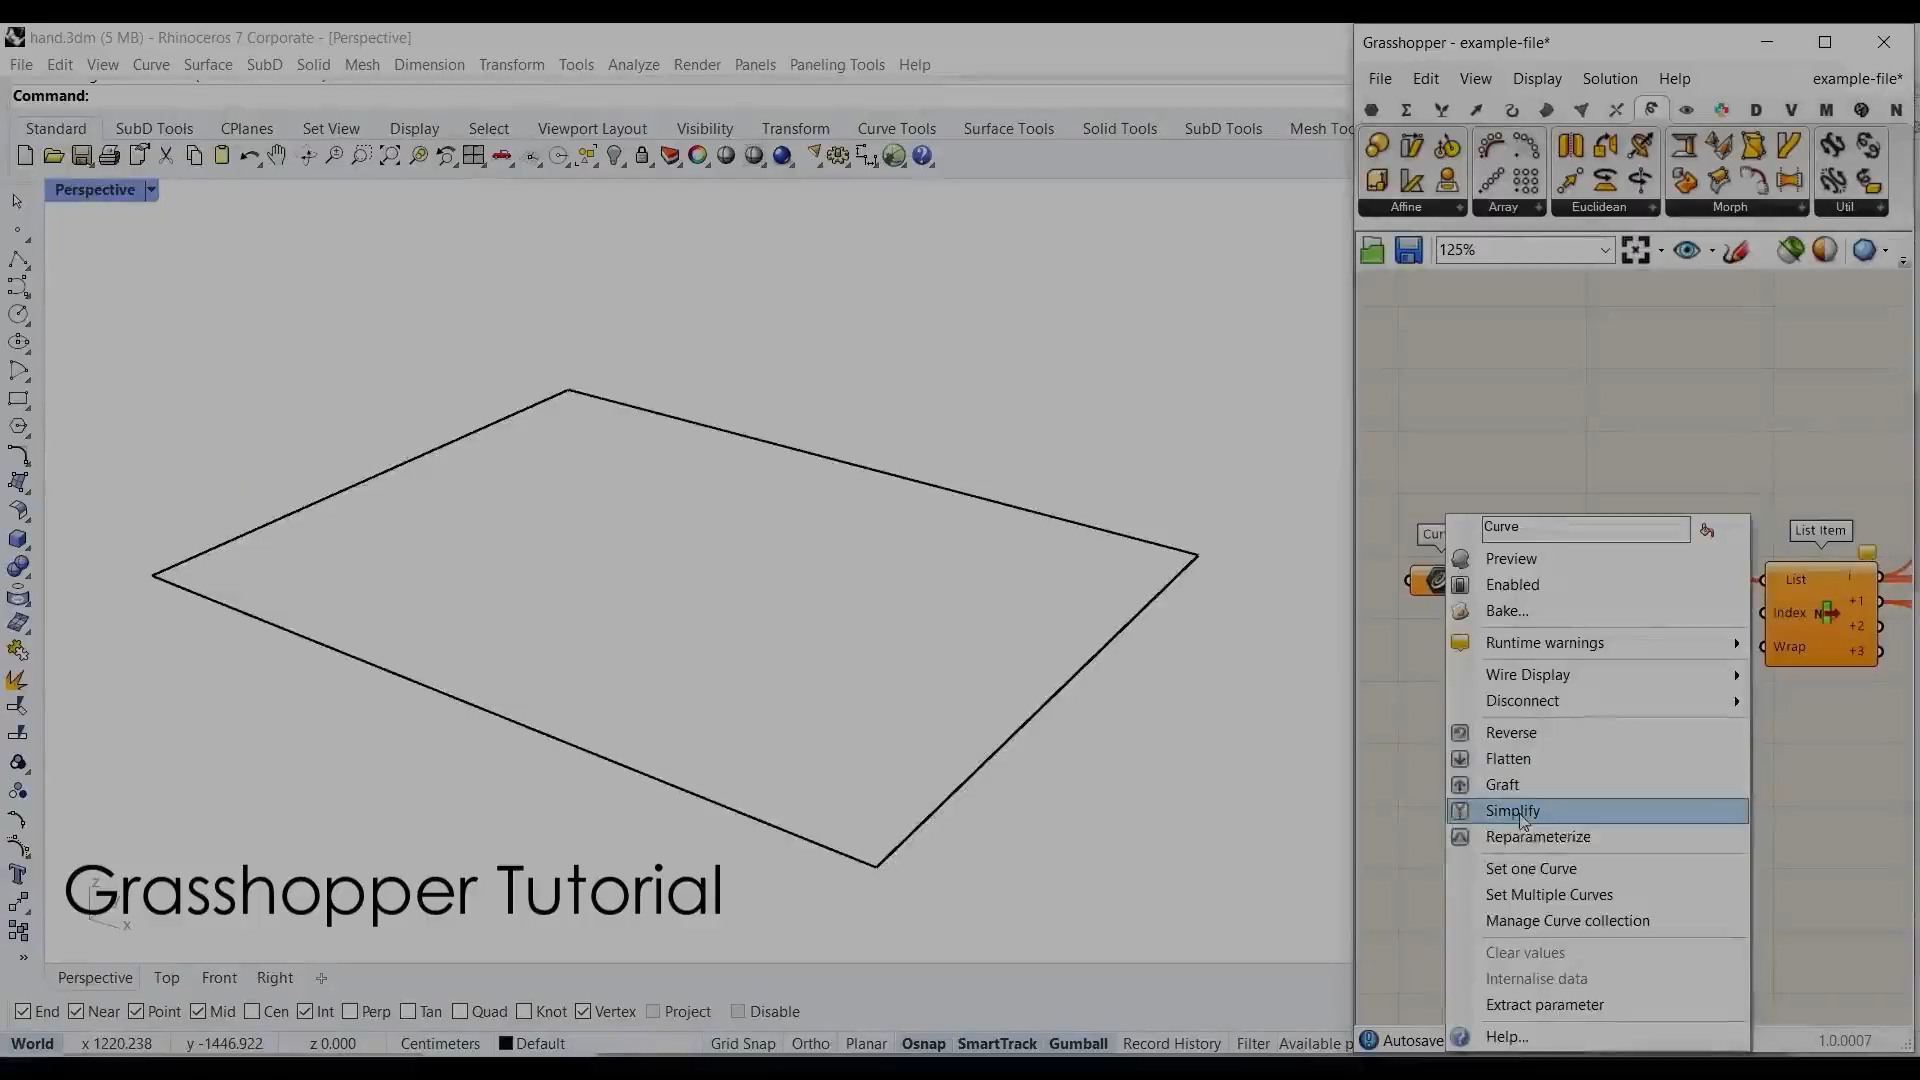 hand.3dm (5 MB) - Rhinoceros 7 Corporate - [Perspective]
File Edit View Curve Surface SubD Solid Mesh Dimension Transform Tools Analyze Render Panels Paneling Tools Help
Command:
Standard SubD Tools CPlanes Set View Display Select Viewport Layout Visibility Transform Curve Tools Surface Tools Solid Tools SubD Tools Mesh Too
Perspective
Grasshopper Tutorial
z
x
Perspective Top Front Right
End Near Point Mid Cen Int Perp Tan Quad Knot Vertex Project Disable
World x 1220.238 y -1446.922 z 0.000 Centimeters Default Grid Snap Ortho Planar Osnap SmartTrack Gumball Record History Filter Available p
Grasshopper - example-file*
File Edit View Display Solution Help example-file*
D V M N
Affine Array Euclidean Morph Util
125%
Cur
Curve
Preview
Enabled
Bake...
Runtime warnings
Wire Display
Disconnect
Reverse
Flatten
Graft
Simplify
Reparameterize
Set one Curve
Set Multiple Curves
Manage Curve collection
Clear values
Internalise data
Extract parameter
Help...
List Item
List i
+1
Index N
+2
Wrap +3
Autosave
1.0.0007